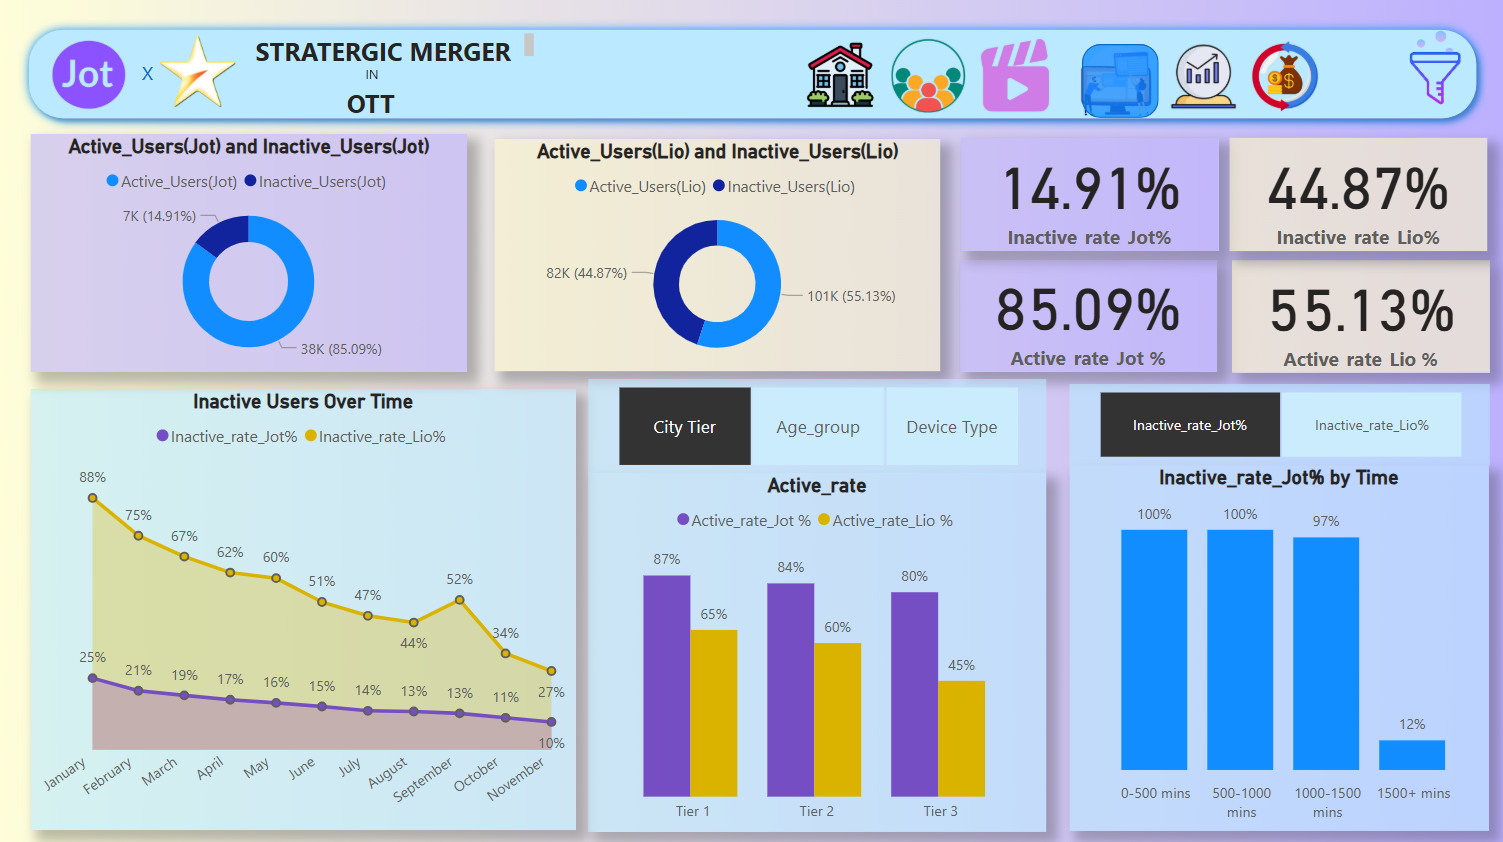 Jot
X
STRATERGIC MERGER
IN
OTT
Active_Users(Jot) and Inactive_Users(Jot)
Active_Users(Jot) Inactive_Users(Jot)
7K (14.91%)
38K (85.09%)
Active_Users(Lio) and Inactive_Users(Lio)
Active_Users(Lio) Inactive_Users(Lio)
82K (44.87%)
101K (55.13%)
14.91%
Inactive rate Jot%
44.87%
Inactive rate Lio%
85.09%
Active rate Jot %
55.13%
Active rate Lio %
Inactive Users Over Time
Inactive_rate_Jot% Inactive_rate_Lio%
88%
75%
67%
62%
60%
51%
47%
44%
52%
34%
27%
25%
21%
19%
17%
16%
15%
14%
13%
13%
11%
10%
January
February
March
April
May
June
July
August
September
October
November
City Tier
Age_group
Device Type
Active_rate
Active_rate_Jot % Active_rate_Lio %
87%
65%
84%
60%
80%
45%
Tier 1
Tier 2
Tier 3
Inactive_rate_Jot%
Inactive_rate_Lio%
Inactive_rate_Jot% by Time
100%
100%
97%
12%
0-500 mins
500-1000
mins
1000-1500
mins
1500+ mins